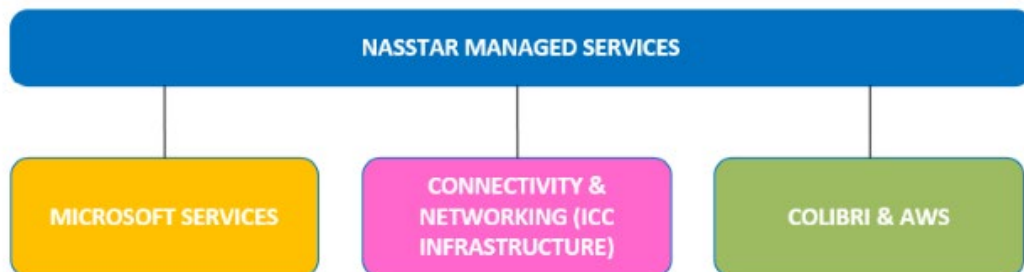 NASSTAR MANAGED SERVICES
MICROSOFT SERVICES
CONNECTIVITY &
NETWORKING (ICC
INFRASTRUCTURE)
COLIBRI & AWS